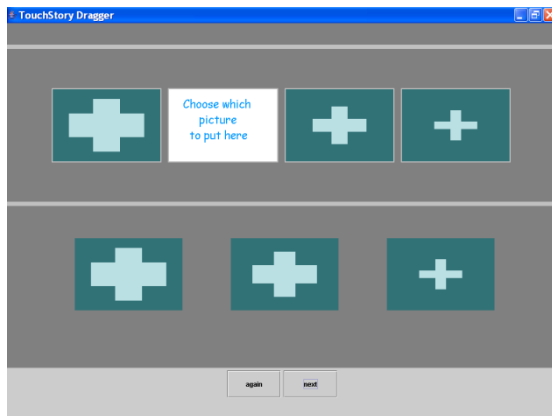 TouchStory Dragger
Choose which
picture
to put here
again
next